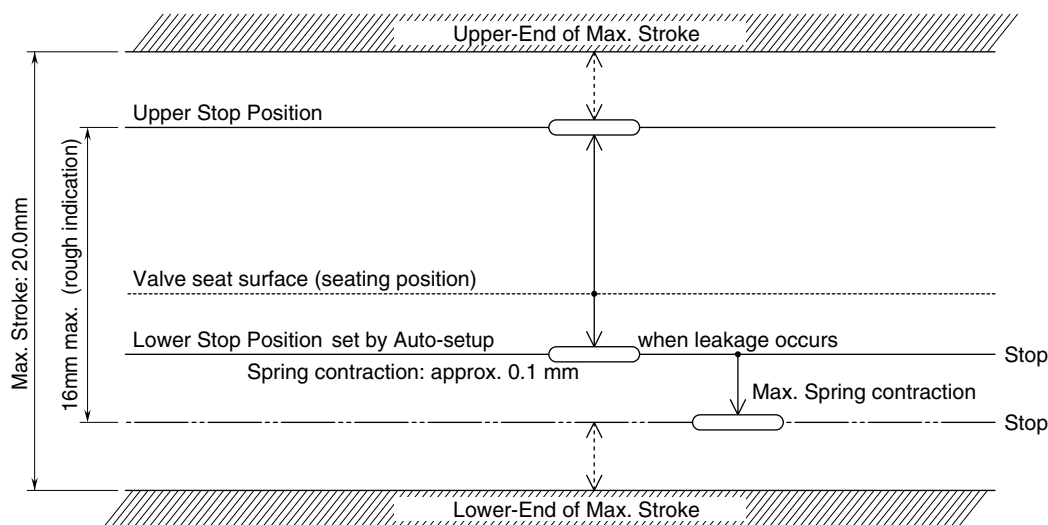 Upper-End of Max. Stroke
Upper Stop Position
Max. Stroke: 20.0mm
16mm max. (rough indication)
Valve seat surface (seating position)
Lower Stop Position set by Auto-setup
when leakage occurs
Stop
Spring contraction: approx. 0.1 mm
Max. Spring contraction
Stop
Lower-End of Max. Stroke